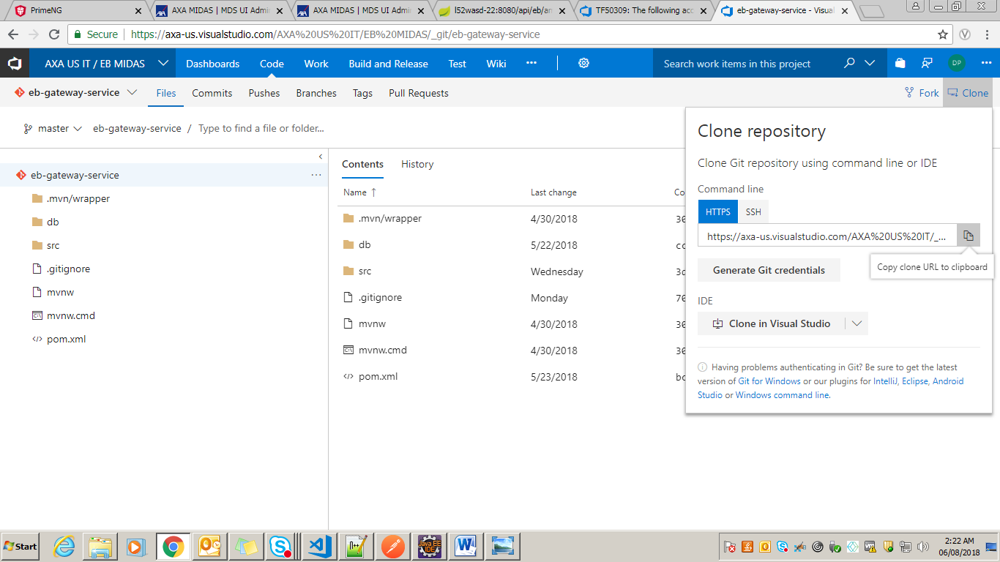 PrimeNG
AXA MIDAS | MDS UI Admi
AXA MIDAS | MDS UI Admi
l52wasd-22:8080/api/eb/an
TF50309: The following acc
eb-gateway-service - Visual
Secure
https://axa-us.visualstudio.com/AXA%20US%20IT/EB%20MIDAS/_git/eb-gateway-service
AXA US IT / EB MIDAS
Dashboards
Code
Work
Build and Release
Test
Wiki
Search work items in this project
DP
eb-gateway-service
Files
Commits
Pushes
Branches
Tags
Pull Requests
Fork
Clone
master
eb-gateway-service / Type to find a file or folder...
eb-gateway-service
.mvn/wrapper
db
src
.gitignore
mvnw
mvnw.cmd
pom.xml
Contents
History
Name ↑ Last change Co
.mvn/wrapper 4/30/2018 36
db 5/22/2018 cc
src Wednesday 3d
.gitignore Monday 76
mvnw 4/30/2018 36
mvnw.cmd 4/30/2018 36
pom.xml 5/23/2018
Clone repository
Clone Git repository using command line or IDE
Command line
HTTPS SSH
https://axa-us.visualstudio.com/AXA%20US%20IT/_...
Copy clone URL to clipboard
Generate Git credentials
IDE
Clone in Visual Studio
Having problems authenticating in Git? Be sure to get the latest
version of Git for Windows or our plugins for IntelliJ, Eclipse, Android
Studio or Windows command line.
Start
Java EE
IDE
2:22 AM
06/08/2018